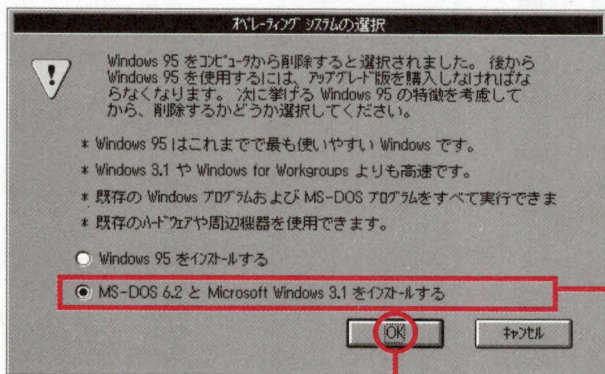 オペレーティング システムの選択
Windows 95 をコンピュータから削除すると選択されました。 後から
Windows 95 を使用するには、アップグレード版を購入しなければな
らなくなります。 次に挙げる Windows 95 の特徴を考慮して
から、削除するかどうか選択してください。
* Windows 95 はこれまでで最も使いやすい Windows です。
* Windows 3.1 や Windows for Workgroups よりも高速です。
* 既存の Windows プログラムおよび MS-DOS プログラムをすべて実行できま
* 既存のハードウェアや周辺機器を使用できます。
Windows 95 をインストールする
MS-DOS 6.2 と Microsoft Windows 3.1 をインストールする
OK
キャンセル